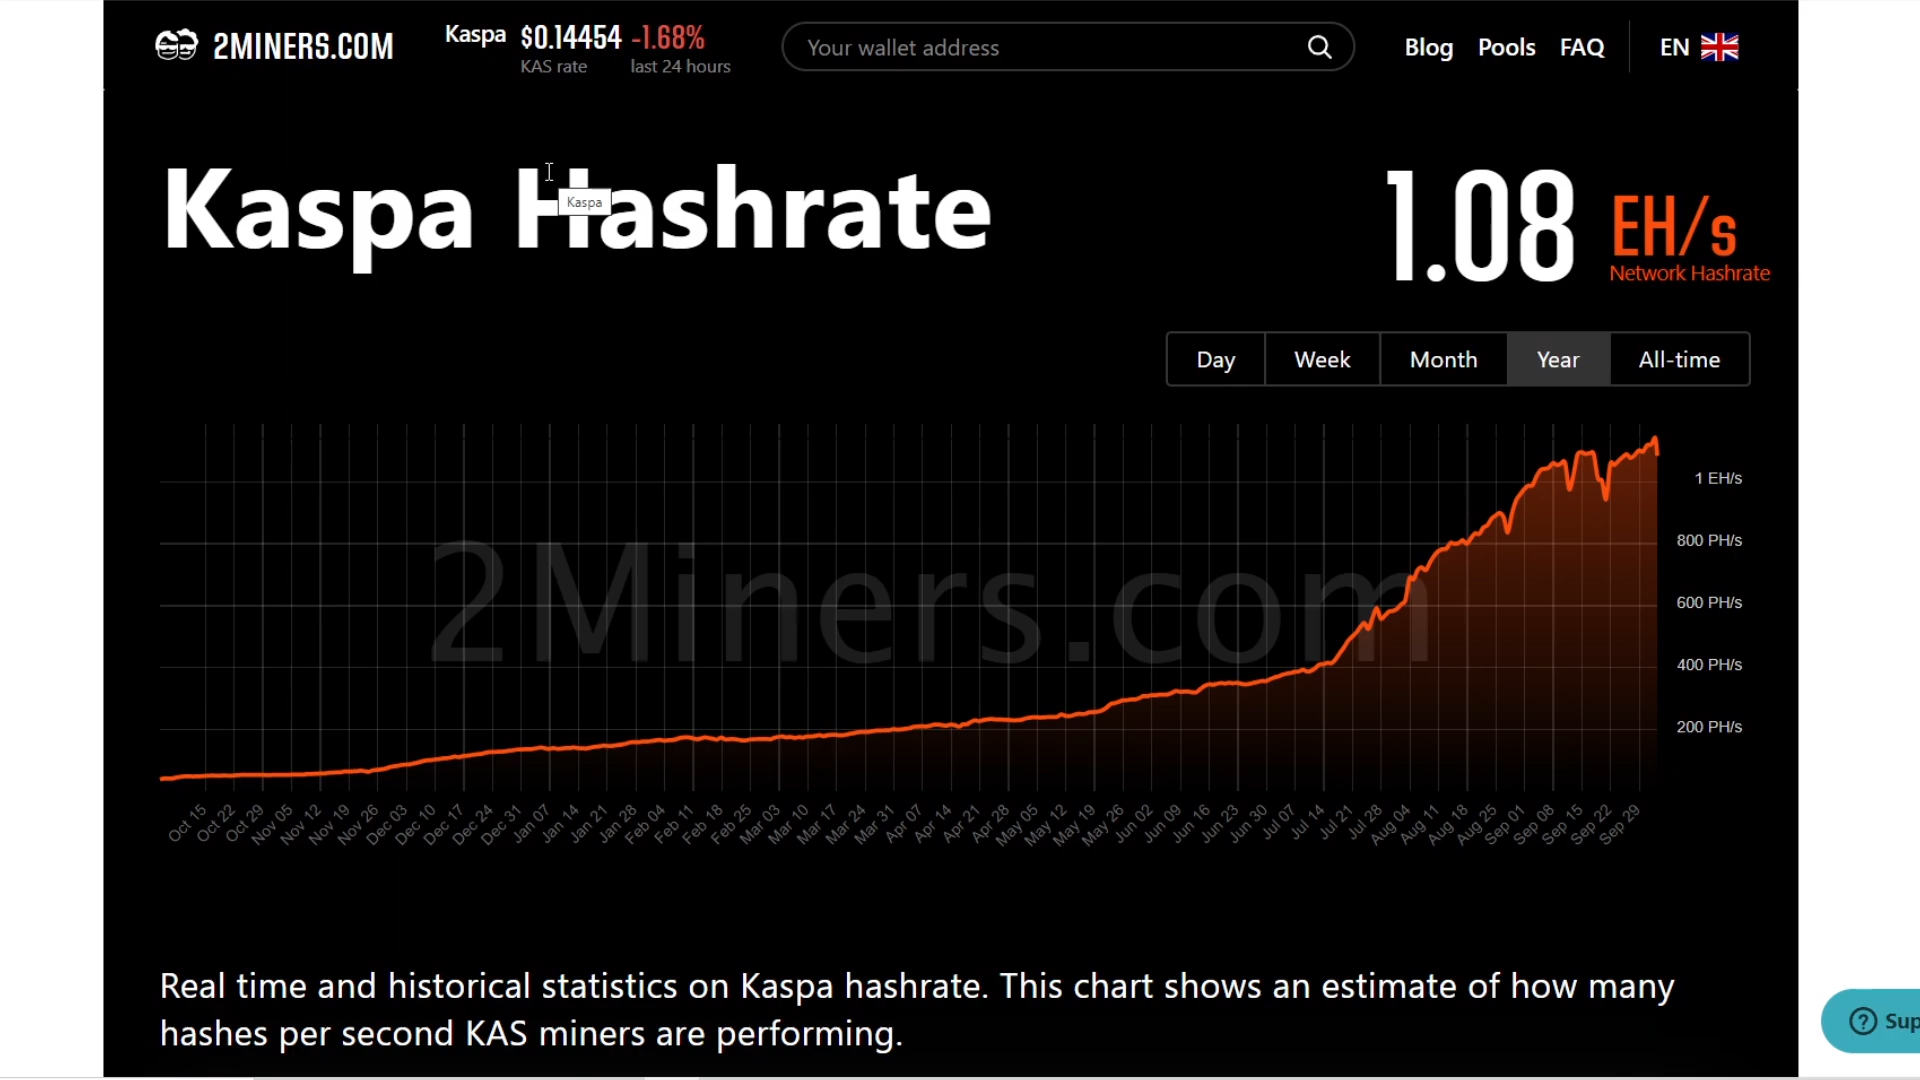 2MINERS.COM
Kaspa $0.14454 -1.68%
KAS rate last 24 hours
Your wallet address
Blog Pools FAQ EN
Kaspa Hashrate
Kaspa
1.08 EH/s
Network Hashrate
Day Week Month Year All-time
2Miners.com
1 EH/s
800 PH/s
600 PH/s
400 PH/s
200 PH/s
Oct 15 Oct 22 Oct 29 Nov 05 Nov 12 Nov 19 Nov 26 Dec 03 Dec 10 Dec 17 Dec 24 Dec 31 Jan 07 Jan 14 Jan 21 Jan 28 Feb 04 Feb 11 Feb 18 Feb 25 Mar 03 Mar 10 Mar 17 Mar 24 Mar 31 Apr 07 Apr 14 Apr 21 Apr 28 May 05 May 12 May 19 May 26 Jun 02 Jun 09 Jun 16 Jun 23 Jun 30 Jul 07 Jul 14 Jul 21 Jul 28 Aug 04 Aug 11 Aug 18 Aug 25 Sep 01 Sep 08 Sep 15 Sep 22 Sep 29
Real time and historical statistics on Kaspa hashrate. This chart shows an estimate of how many
hashes per second KAS miners are performing.
? Sup